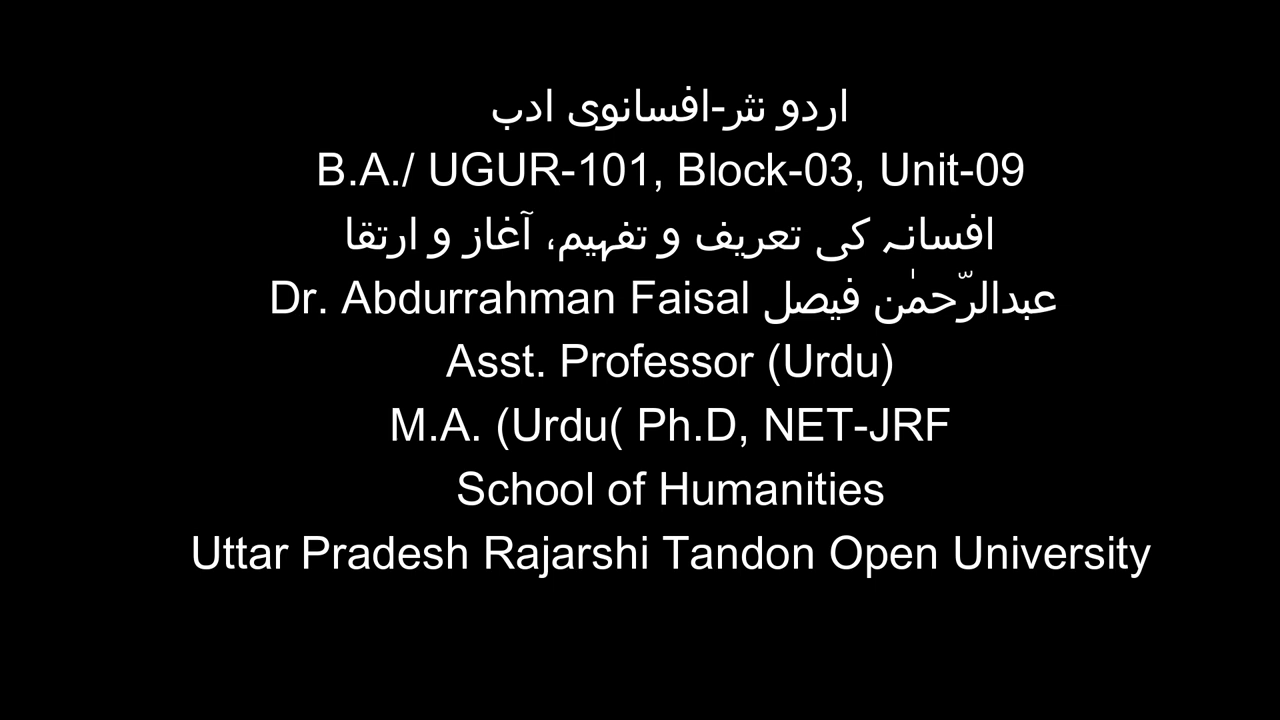 اردو نثر-افسانوی ادب
B.A./ UGUR-101, Block-03, Unit-09
افسانہ کی تعریف و تفہیم، آغاز و ارتقا
Dr. Abdurrahman Faisal عبدالرّحمٰن فیصل
Asst. Professor (Urdu)
M.A. (Urdu( Ph.D, NET-JRF
School of Humanities
Uttar Pradesh Rajarshi Tandon Open University